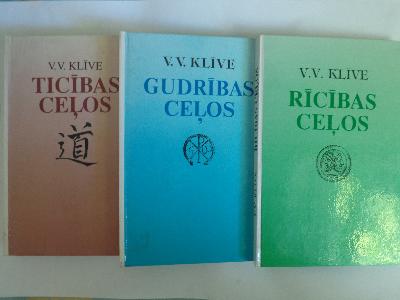 V.V. KLĪVE
TICĪBAS
CEĻOS
道
V.V. KLĪVE
GUDRĪBAS
CEĻOS
V.V. KLĪVE
RĪCĪBAS
CEĻOS